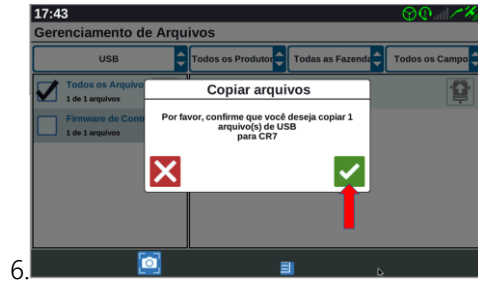 17:43
Gerenciamento de Arquivos
USB
Todos os Produtor
Todas as Fazenda
Todos os Campo
Todos os Arquivo
1 de 1 arquivos
Firmware de Cont
1 de 1 arquivos
Copiar arquivos
Por favor, confirme que você deseja copiar 1
arquivo(s) de USB
para CR7
6.